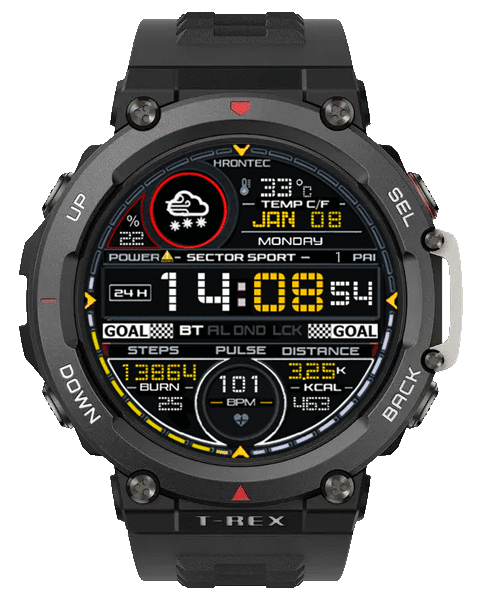 HRONTEC
33°C
TEMP C/F
JAN 08
MONDAY
%
22
UP
SEL
POWER SECTOR SPORT 1 PAI
24 H 14:08 54
GOAL BT AL DND LCK GOAL
STEPS PULSE DISTANCE
13864 101 3,25K
BURN BPM KCAL
25 463
DOWN
BACK
T-REX